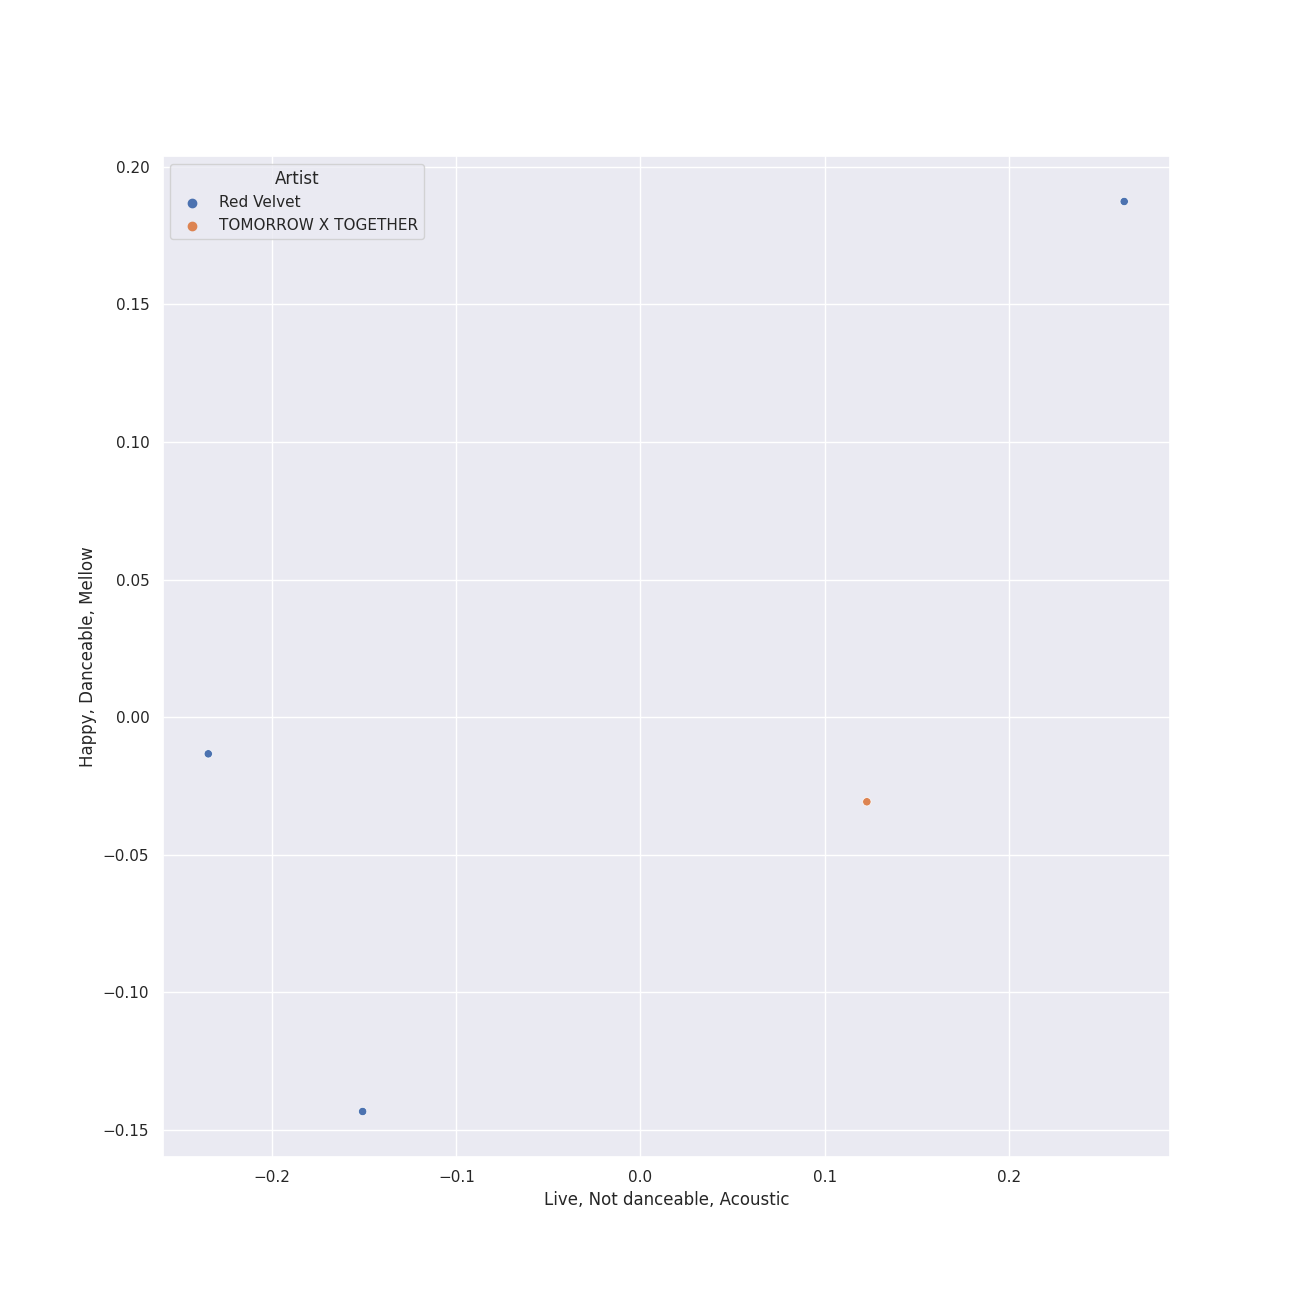 Artist
Red Velvet
TOMORROW X TOGETHER
0.20
0.15
0.10
0.05
0.00
−0.05
−0.10
−0.15
Happy, Danceable, Mellow
−0.2
−0.1
0.0
0.1
0.2
Live, Not danceable, Acoustic